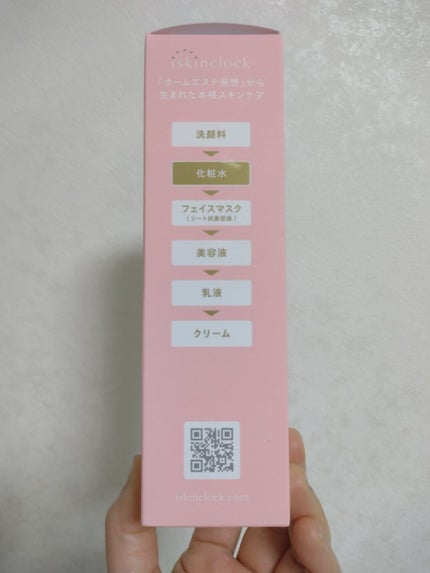 iskinclock
「ホームエステ発想」から
生まれた本格スキンケア
洗顔料
化粧水
フェイスマスク
(シート状美容液)
美容液
乳液
クリーム
iskinclock.com